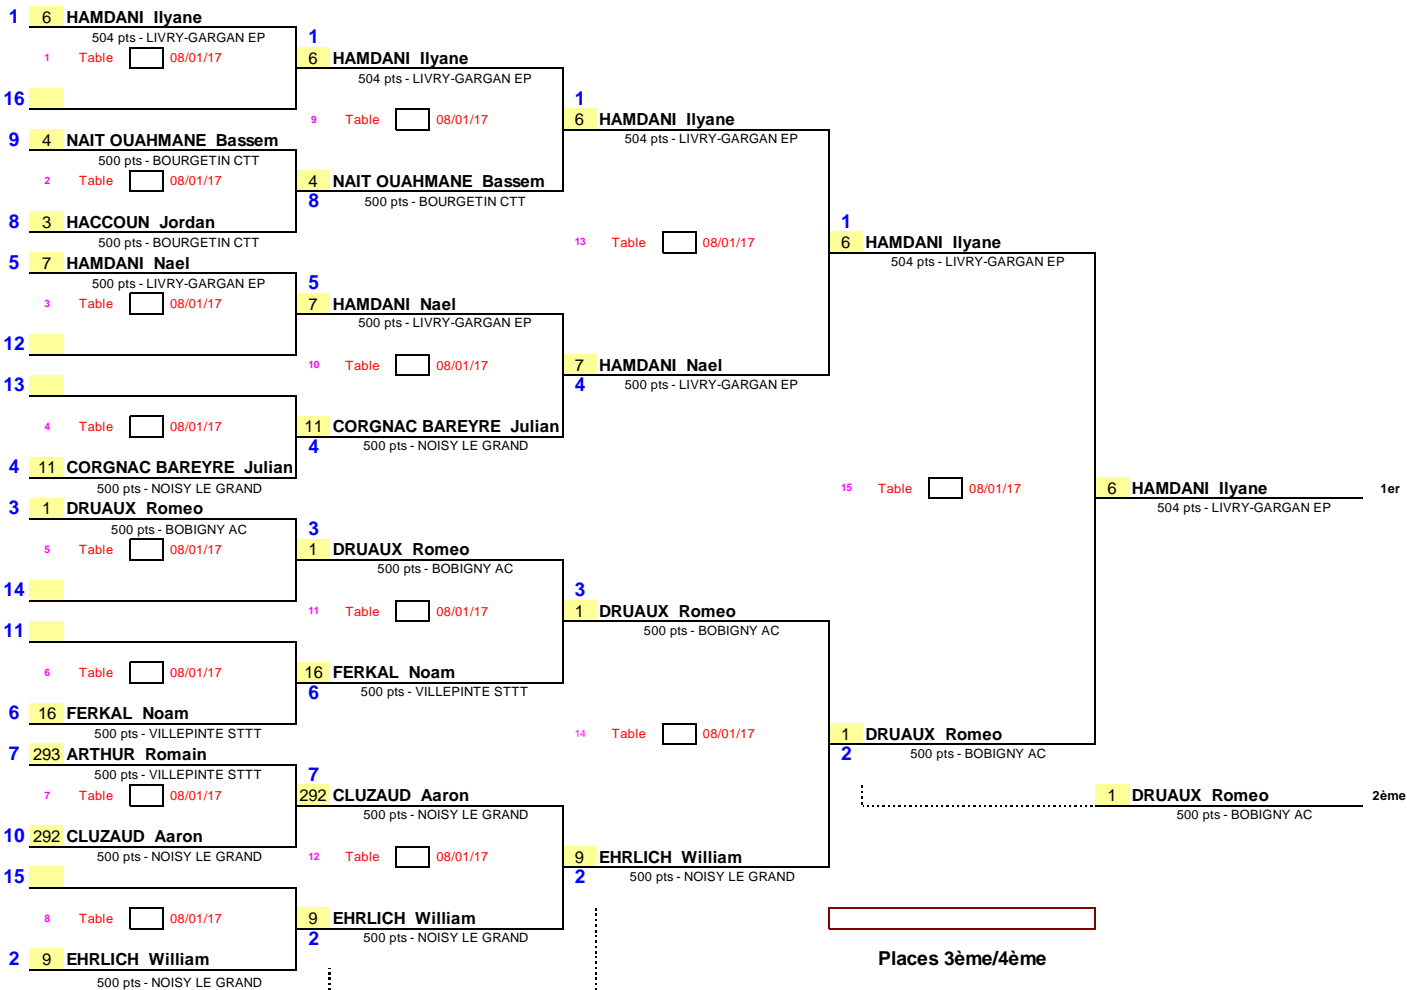 1 6 HAMDANI Ilyane
504 pts - LIVRY-GARGAN EP
1 Table 08/01/17
16
9 4 NAIT OUAHMANE Bassem
500 pts - BOURGETIN CTT
2 Table 08/01/17
8 3 HACCOUN Jordan
500 pts - BOURGETIN CTT
5 7 HAMDANI Nael
500 pts - LIVRY-GARGAN EP
3 Table 08/01/17
12
13
4 Table 08/01/17
4 11 CORGNAC BAREYRE Julian
500 pts - NOISY LE GRAND
3 1 DRUAUX Romeo
500 pts - BOBIGNY AC
5 Table 08/01/17
14
11
6 Table 08/01/17
6 16 FERKAL Noam
500 pts - VILLEPINTE STTT
7 293 ARTHUR Romain
500 pts - VILLEPINTE STTT
7 Table 08/01/17
10 292 CLUZAUD Aaron
500 pts - NOISY LE GRAND
15
8 Table 08/01/17
2 9 EHRLICH William
500 pts - NOISY LE GRAND
1
6 HAMDANI Ilyane
504 pts - LIVRY-GARGAN EP
9 Table 08/01/17
4 NAIT OUAHMANE Bassem
8 500 pts - BOURGETIN CTT
5
7 HAMDANI Nael
500 pts - LIVRY-GARGAN EP
10 Table 08/01/17
11 CORGNAC BAREYRE Julian
4 500 pts - NOISY LE GRAND
3
1 DRUAUX Romeo
500 pts - BOBIGNY AC
11 Table 08/01/17
16 FERKAL Noam
6 500 pts - VILLEPINTE STTT
7
292 CLUZAUD Aaron
500 pts - NOISY LE GRAND
12 Table 08/01/17
9 EHRLICH William
2 500 pts - NOISY LE GRAND
1
6 HAMDANI Ilyane
504 pts - LIVRY-GARGAN EP
13 Table 08/01/17
7 HAMDANI Nael
4 500 pts - LIVRY-GARGAN EP
3
1 DRUAUX Romeo
500 pts - BOBIGNY AC
14 Table 08/01/17
9 EHRLICH William
2 500 pts - NOISY LE GRAND
1
6 HAMDANI Ilyane
504 pts - LIVRY-GARGAN EP
15 Table 08/01/17
1 DRUAUX Romeo
2 500 pts - BOBIGNY AC
6 HAMDANI Ilyane 1er
504 pts - LIVRY-GARGAN EP
1 DRUAUX Romeo 2ème
500 pts - BOBIGNY AC
Places 3ème/4ème